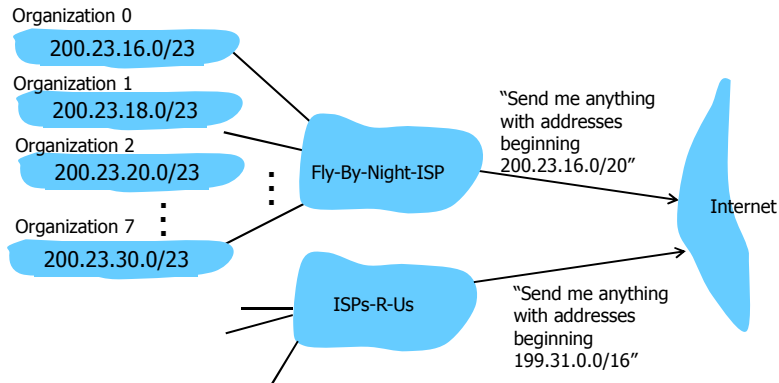 Organization 0
200.23.16.0/23
Organization 1
200.23.18.0/23
Organization 2
200.23.20.0/23
Organization 7
200.23.30.0/23
Fly-By-Night-ISP
“Send me anything
with addresses
beginning
200.23.16.0/20”
Internet
ISPs-R-Us
“Send me anything
with addresses
beginning
199.31.0.0/16”